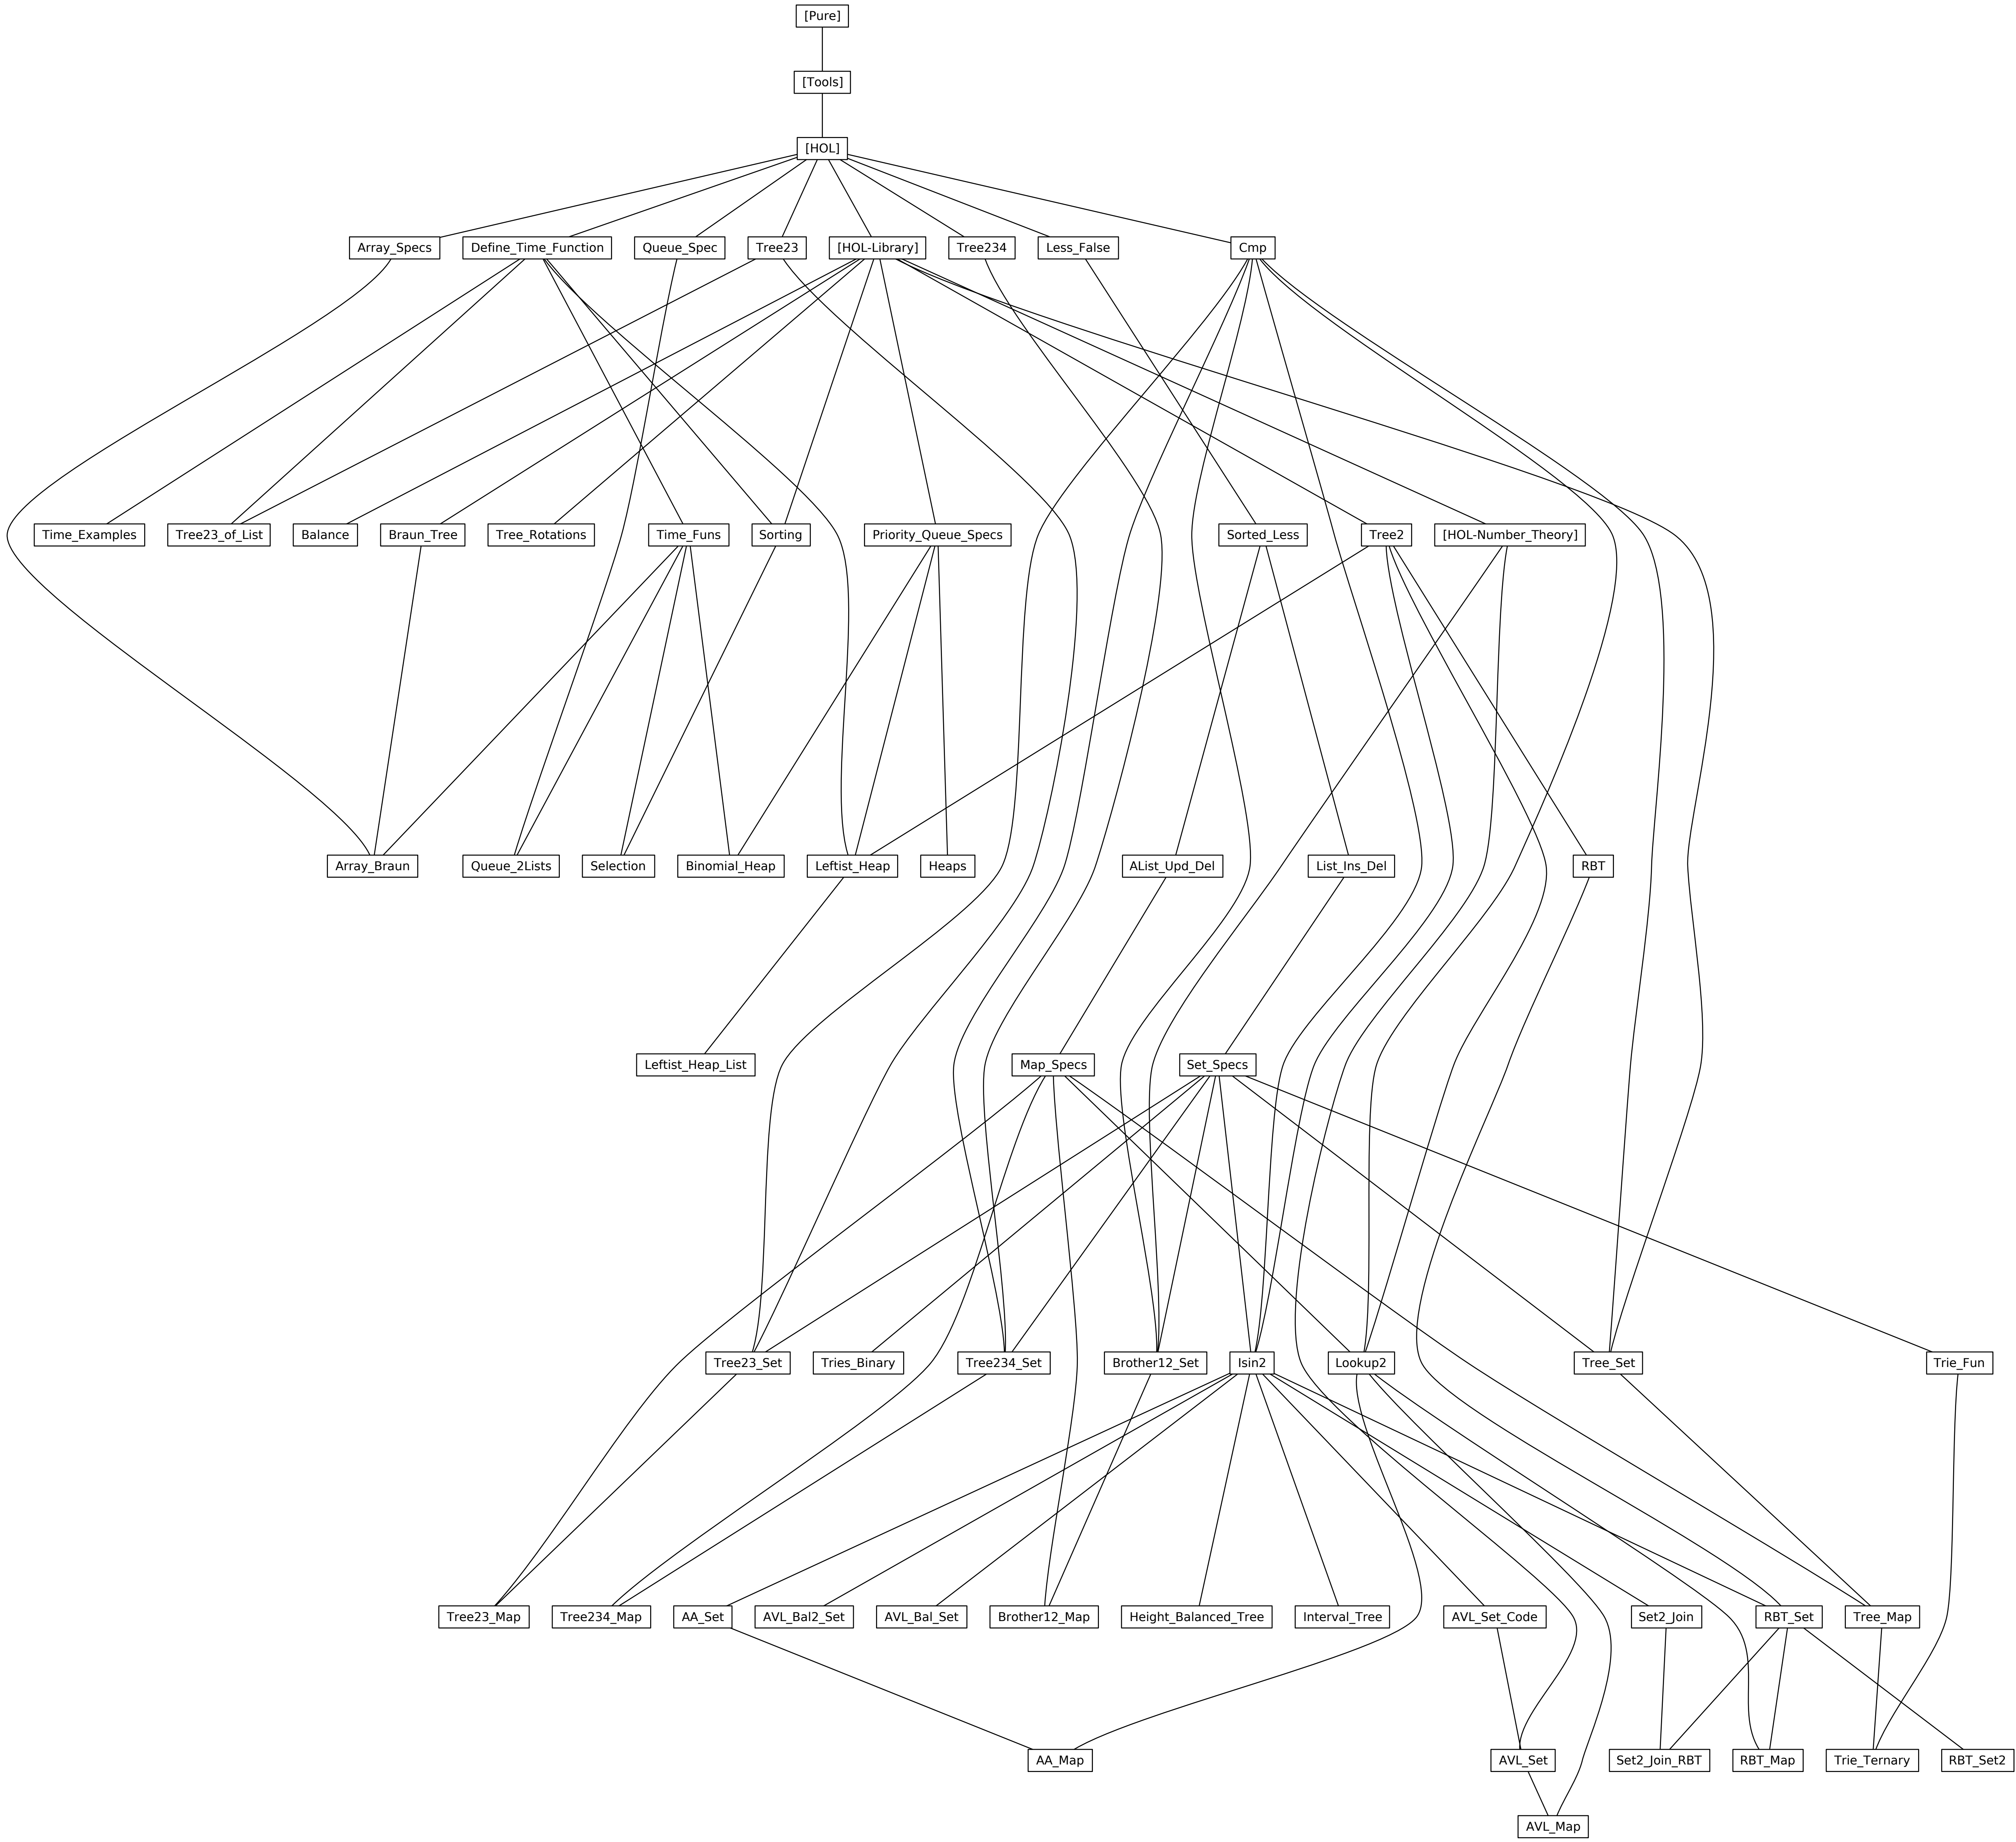 [Pure]
[Tools]
[HOL]
Array_Specs
Define_Time_Function
Queue_Spec
Tree23
[HOL-Library]
Tree234
Less_False
Cmp
Time_Examples
Tree23_of_List
Balance
Braun_Tree
Tree_Rotations
Time_Funs
Sorting
Priority_Queue_Specs
Sorted_Less
Tree2
[HOL-Number_Theory]
Array_Braun
Queue_2Lists
Selection
Binomial_Heap
Leftist_Heap
Heaps
AList_Upd_Del
List_Ins_Del
RBT
Leftist_Heap_List
Map_Specs
Set_Specs
Tree23_Set
Tries_Binary
Tree234_Set
Brother12_Set
Isin2
Lookup2
Tree_Set
Trie_Fun
Tree23_Map
Tree234_Map
AA_Set
AVL_Bal2_Set
AVL_Bal_Set
Brother12_Map
Height_Balanced_Tree
Interval_Tree
AVL_Set_Code
Set2_Join
RBT_Set
Tree_Map
AA_Map
AVL_Set
Set2_Join_RBT
RBT_Map
Trie_Ternary
RBT_Set2
AVL_Map